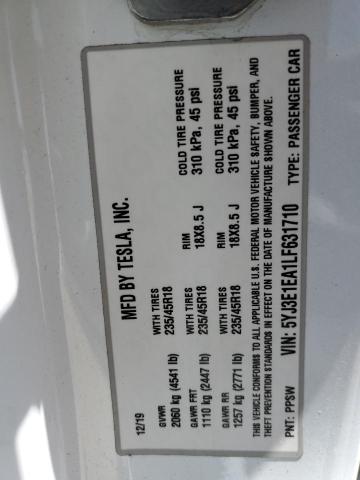 MFD BY TESLA, INC.
12/19
GVWR
2060 kg (4541 lb)
WITH TIRES
235/45R18
RIM
18X8.5 J
COLD TIRE PRESSURE
310 kPa, 45 psi
GAWR FRT
1110 kg (2447 lb)
WITH TIRES
235/45R18
GAWR RR
1257 kg (2771 lb)
WITH TIRES
235/45R18
RIM
18X8.5 J
COLD TIRE PRESSURE
310 kPa, 45 psi
THIS VEHICLE CONFORMS TO ALL APPLICABLE U.S. FEDERAL MOTOR VEHICLE SAFETY, BUMPER, AND
THEFT PREVENTION STANDARDS IN EFFECT ON THE DATE OF MANUFACTURE SHOWN ABOVE.
PNT: PPSW VIN: 5YJ3E1EA1LF631710 TYPE: PASSENGER CAR